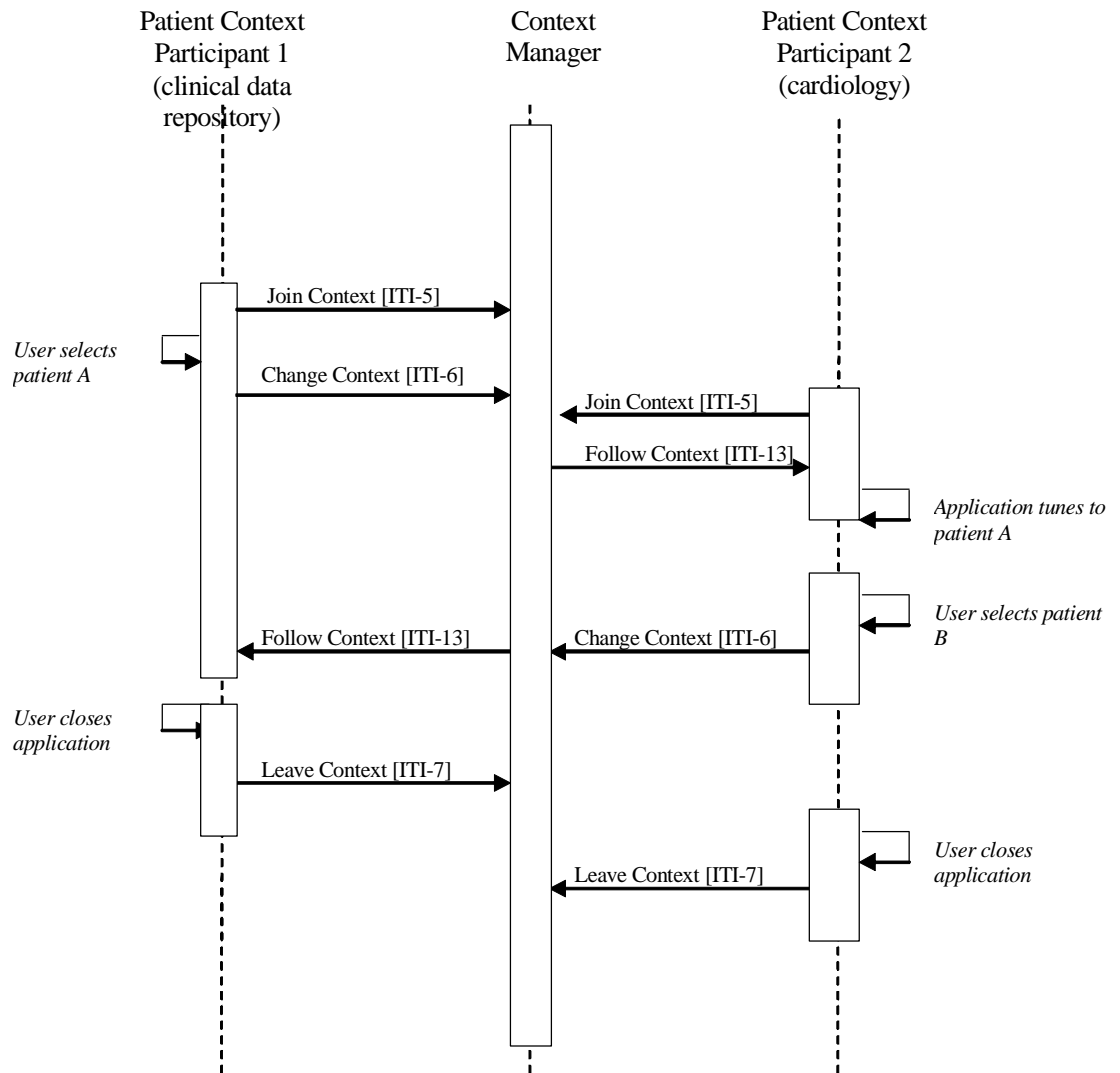 Patient Context
Participant 1
(clinical data
repository)
Context
Manager
Patient Context
Participant 2
(cardiology)
Join Context [ITI-5]
User selects
patient A
Change Context [ITI-6]
Join Context [ITI-5]
Follow Context [ITI-13]
Application tunes to
patient A
User selects patient
B
Follow Context [ITI-13]
Change Context [ITI-6]
User closes
application
Leave Context [ITI-7]
User closes
application
Leave Context [ITI-7]